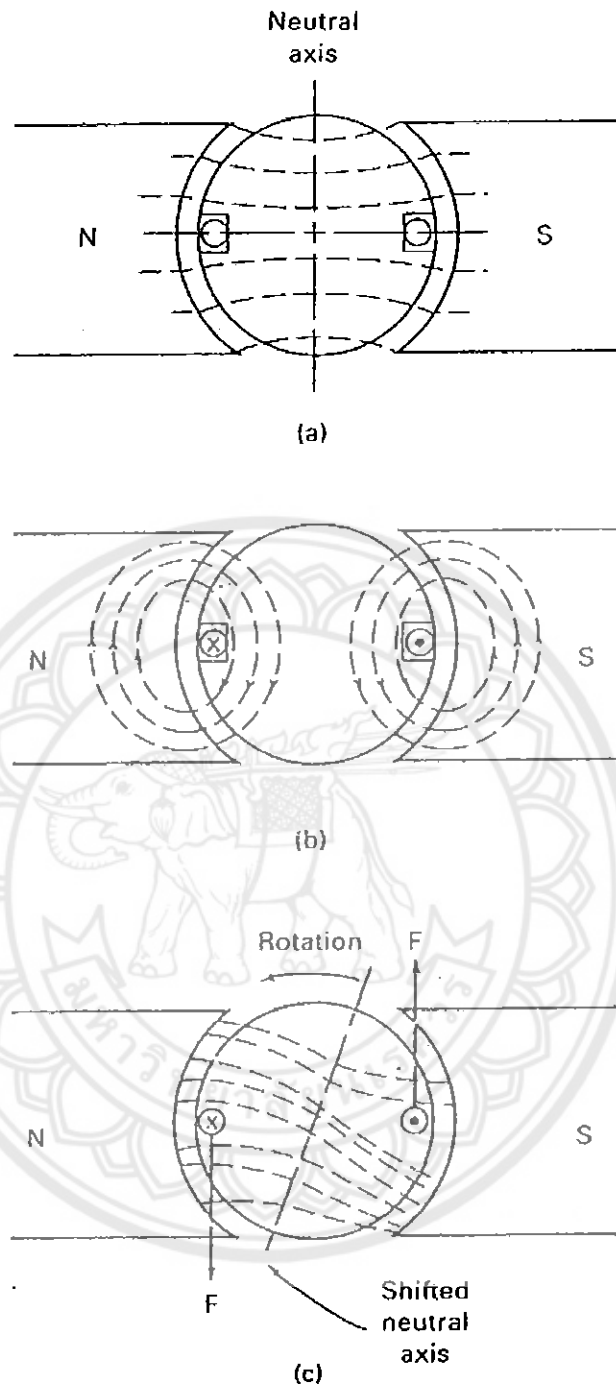 Neutral
axis
N
S
(a)
N
x
S
(b)
Rotation
F
N
x
S
F
Shifted
neutral
axis
(c)